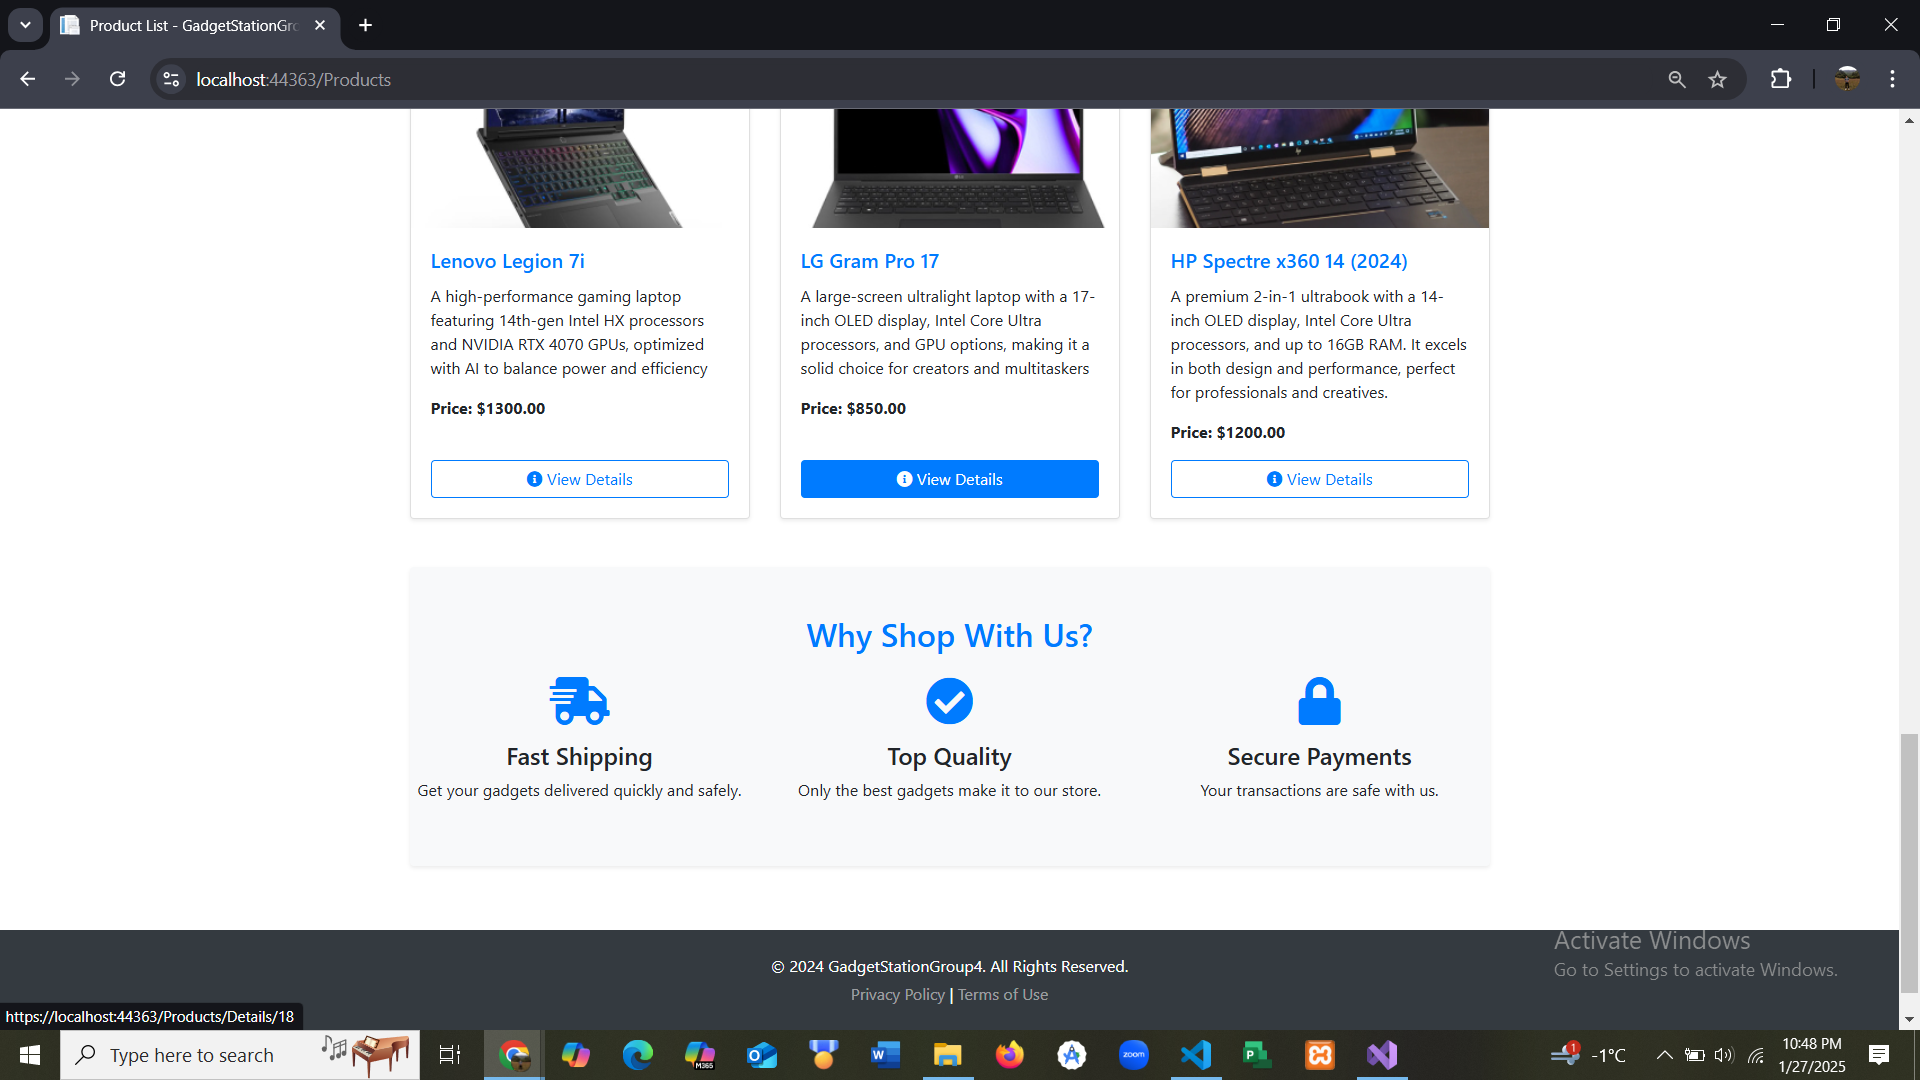 Product List - GadgetStationGro
localhost:44363/Products
Lenovo Legion 7i
A high-performance gaming laptop
featuring 14th-gen Intel HX processors
and NVIDIA RTX 4070 GPUs, optimized
with AI to balance power and efficiency
Price: $1300.00
View Details
LG Gram Pro 17
A large-screen ultralight laptop with a 17-
inch OLED display, Intel Core Ultra
processors, and GPU options, making it a
solid choice for creators and multitaskers
Price: $850.00
View Details
HP Spectre x360 14 (2024)
A premium 2-in-1 ultrabook with a 14-
inch OLED display, Intel Core Ultra
processors, and up to 16GB RAM. It excels
in both design and performance, perfect
for professionals and creatives.
Price: $1200.00
View Details
Why Shop With Us?
Fast Shipping
Get your gadgets delivered quickly and safely.
Top Quality
Only the best gadgets make it to our store.
Secure Payments
Your transactions are safe with us.
Activate Windows
Go to Settings to activate Windows.
© 2024 GadgetStationGroup4. All Rights Reserved.
Privacy Policy | Terms of Use
https://localhost:44363/Products/Details/18
Type here to search
M365
zoom
1
-1°C
10:48 PM
1/27/2025